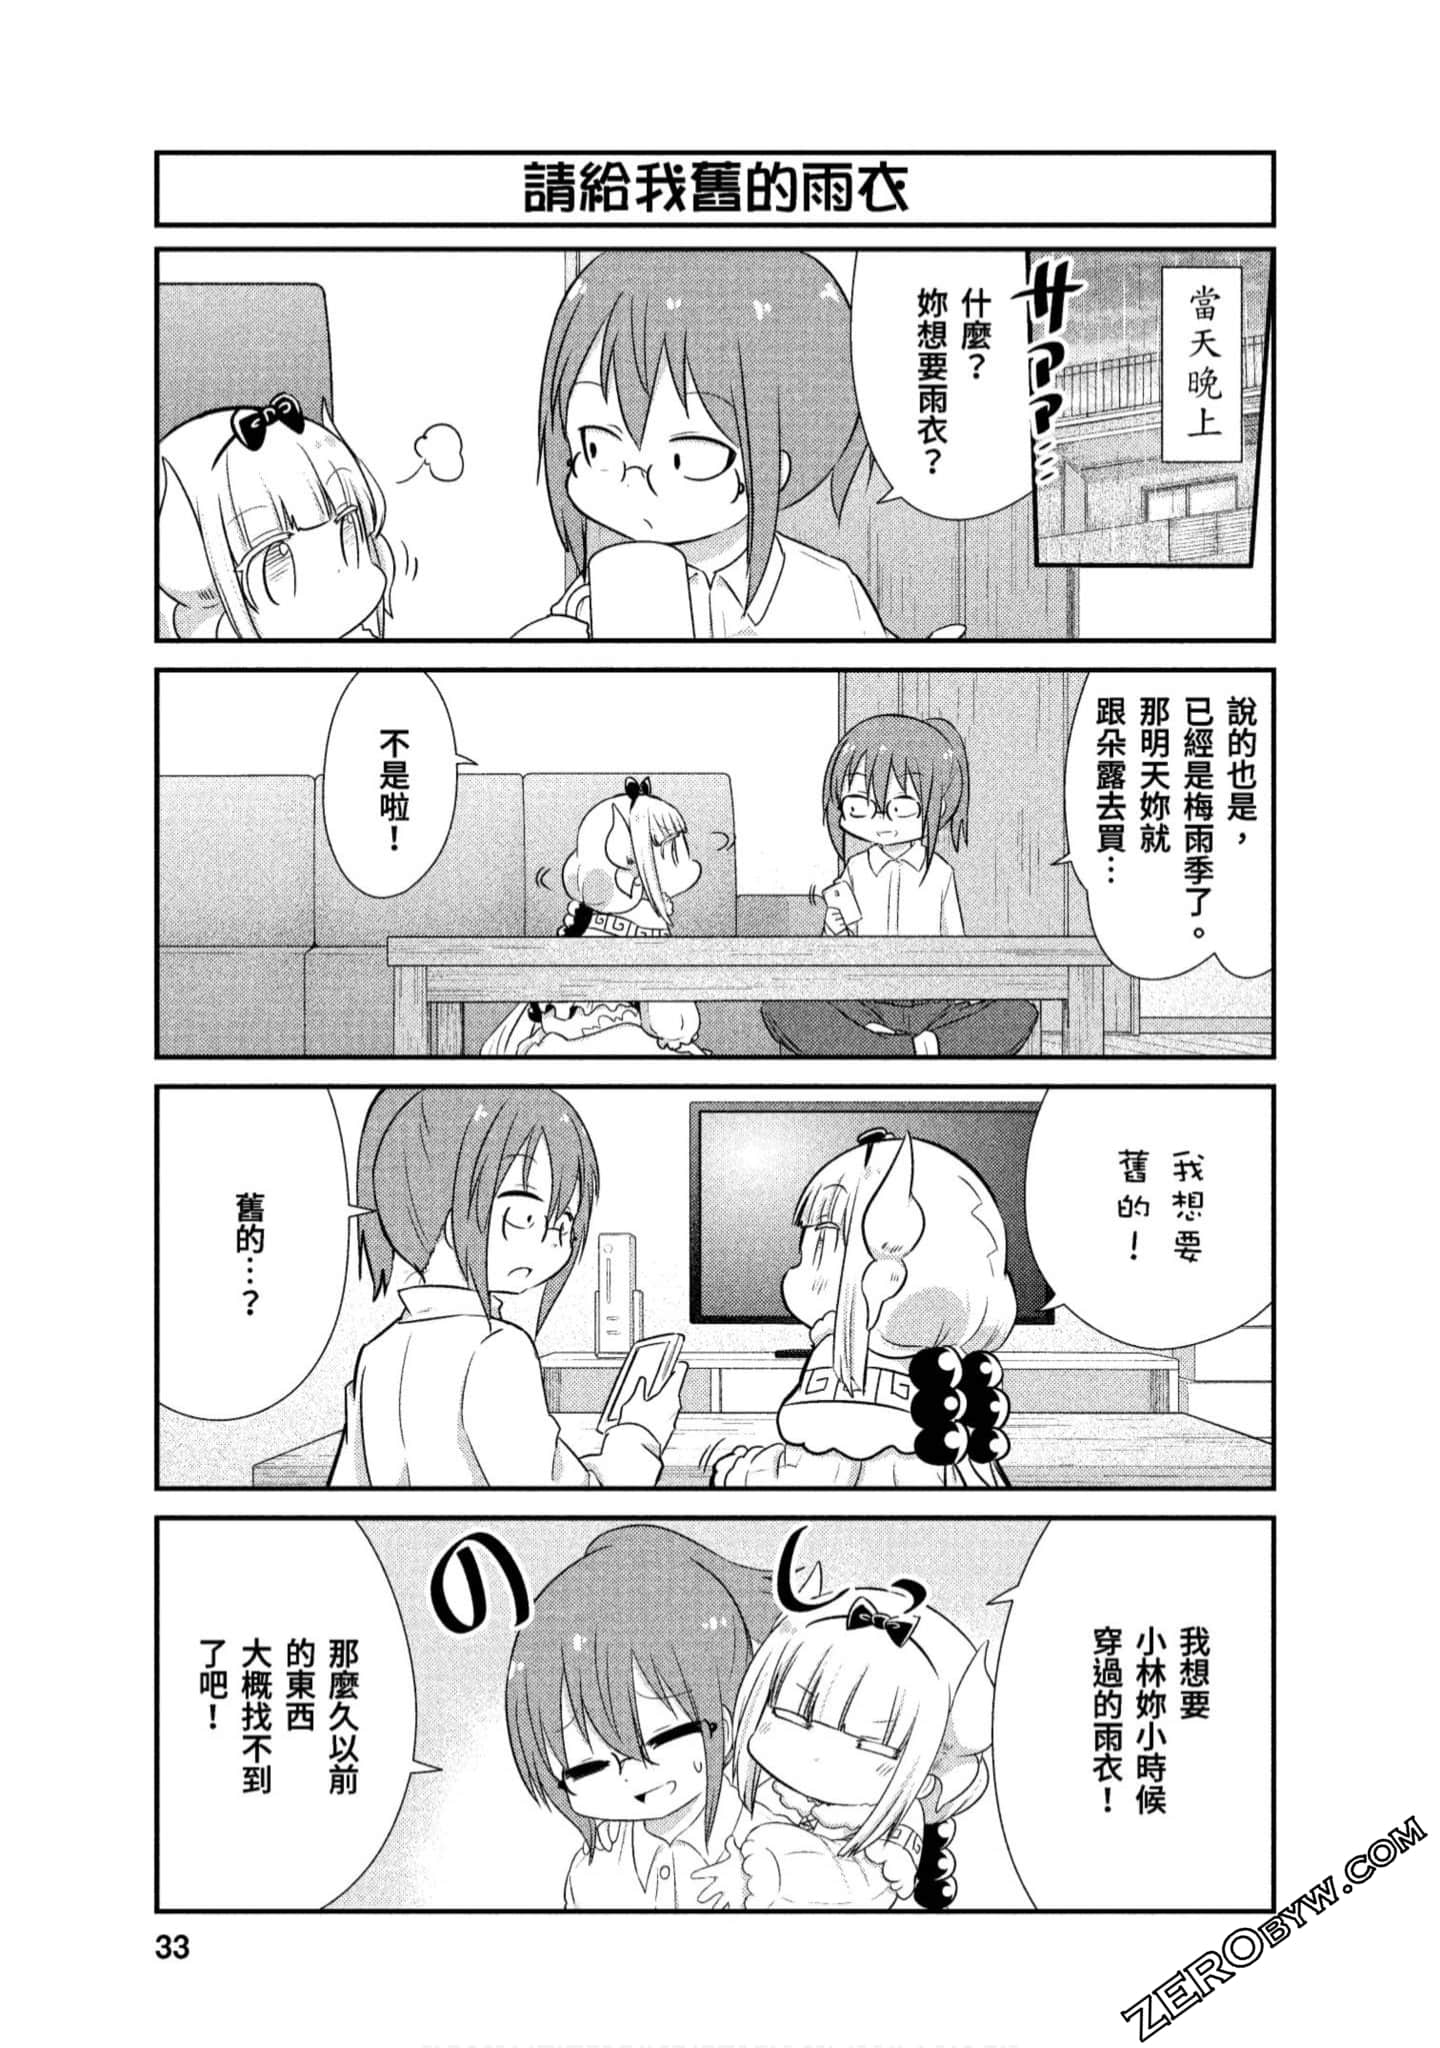 請給我舊的雨衣
當天晚上
ザァァ
什麼？
妳想要雨衣？
說的也是，
已經是梅雨季了。
那明天妳就
跟朵露去買…
不是啦！
我想要
舊的！
舊的…？
我想要
小林妳小時候
穿過的雨衣！
のしっ
那麼久以前
的東西
大概找不到
了吧！
33
ZEROBYW.COM